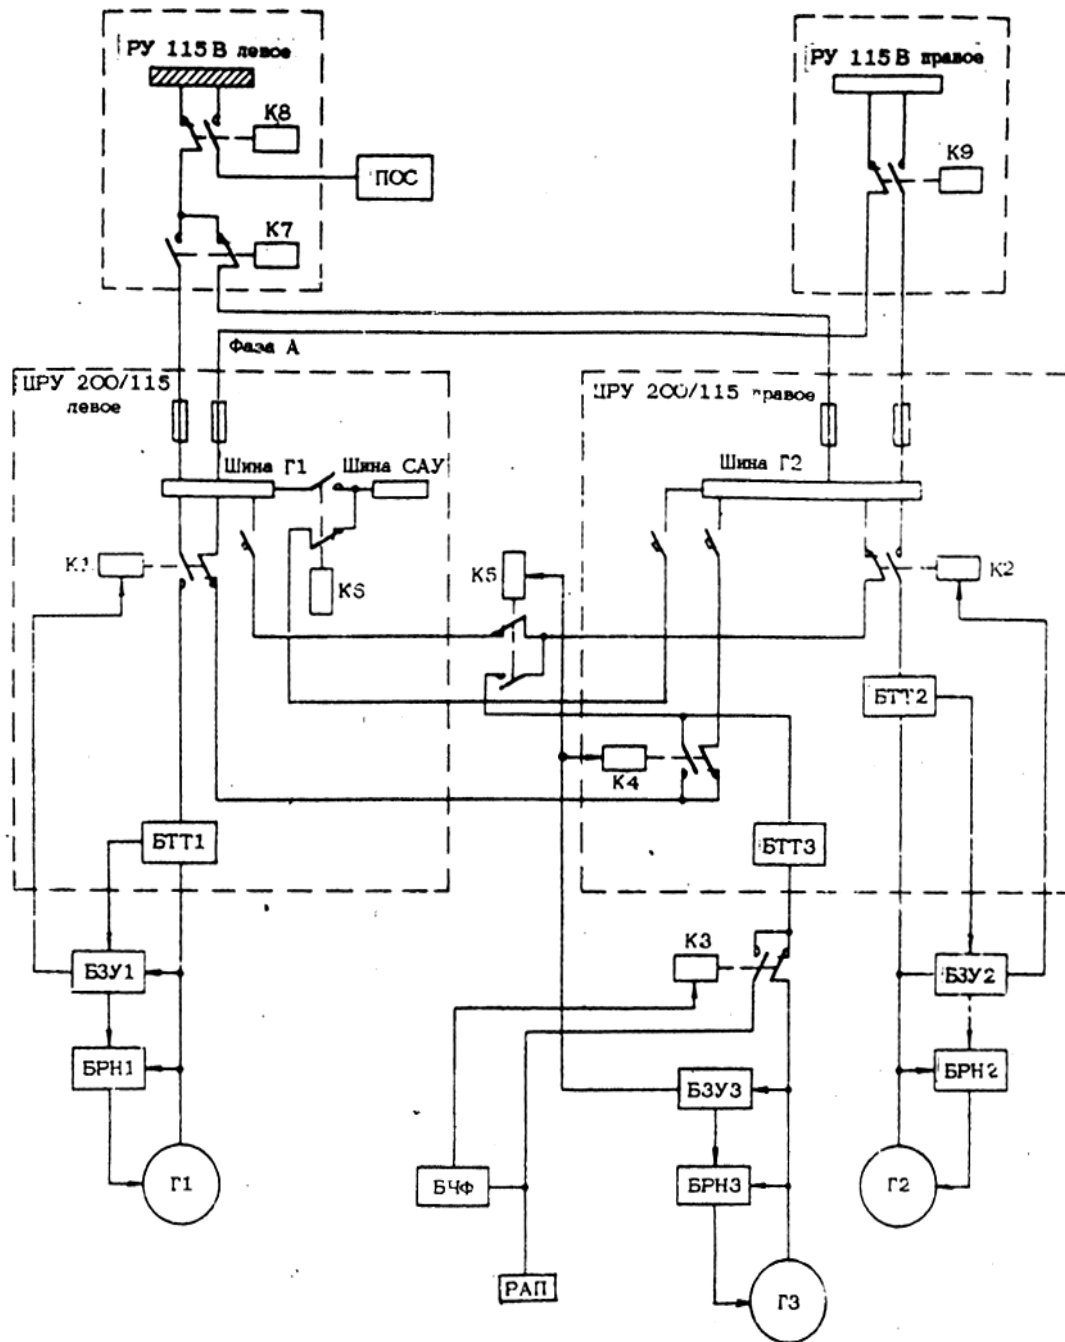 РУ 115 В левое
РУ 115 В правое
К8
К9
ПОС
К7
Фаза А
ЦРУ 200/115
левое
ЦРУ 200/115 правое
Шина Г1
Шина САУ
Шина Г2
К1
К6
К5
К2
БТТ2
К4
БТТ1
БТТ3
К3
БЗУ1
БЗУ2
БРН1
БЗУ3
БРН2
Г1
БЧФ
БРН3
Г2
РАП
Г3